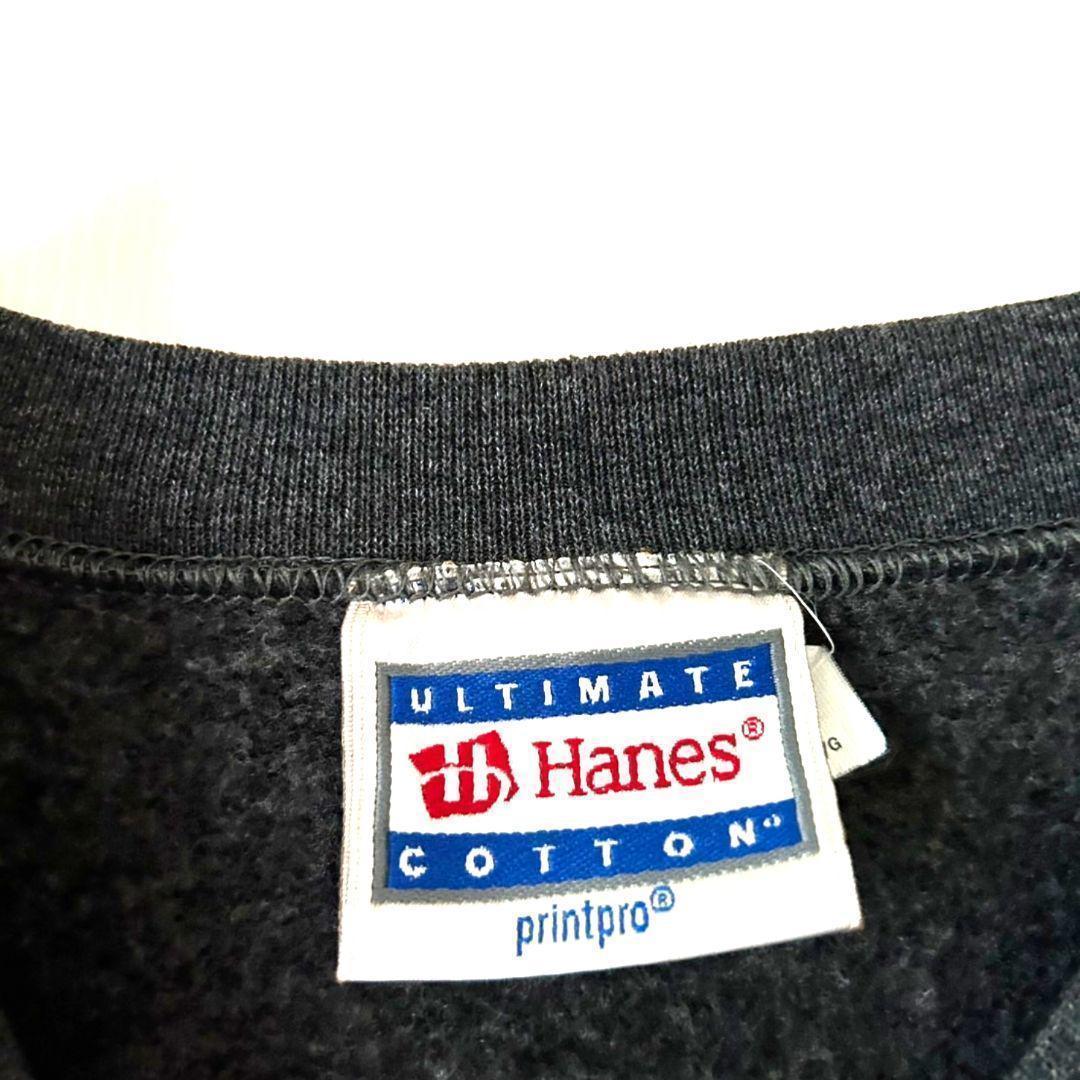 ULTIMATE
Hanes®
COTTON
printpro®
/G